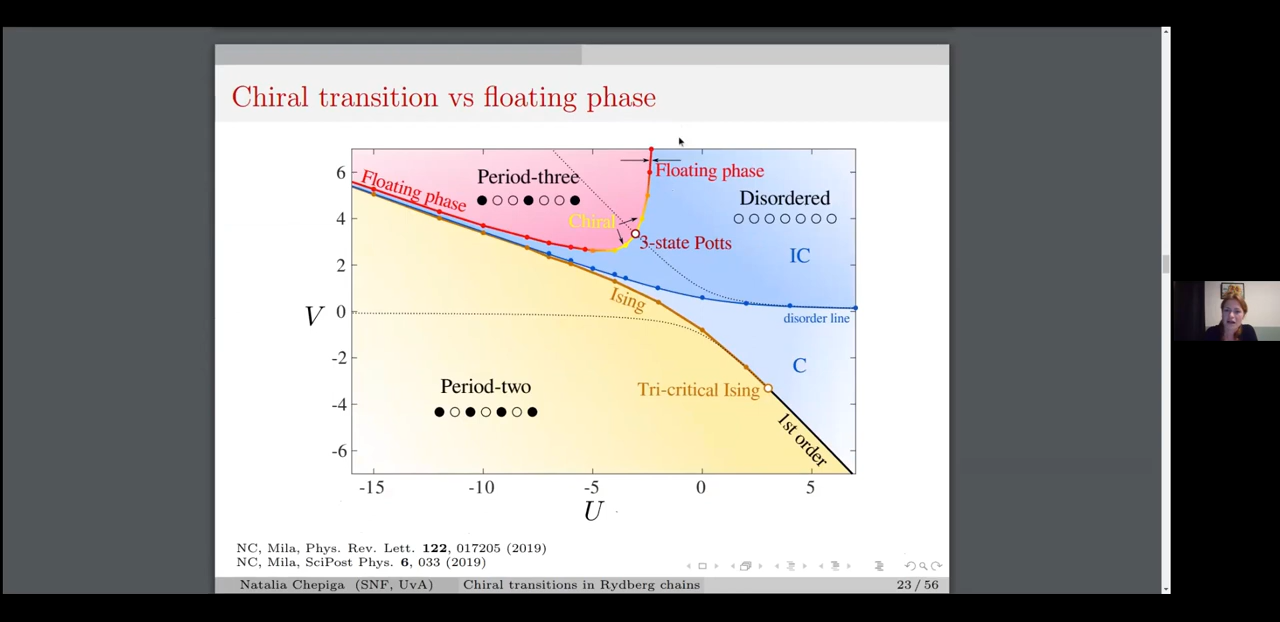 Chiral transition vs floating phase
6
4
2
0
-2
-4
-6
V
Floating phase
Period-three
Floating phase
Disordered
Chiral
3-state Potts
IC
Ising
disorder line
C
Period-two
Tri-critical Ising
1st order
-15
-10
-5
0
5
U
NC, Mila, Phys. Rev. Lett. 122, 017205 (2019)
NC, Mila, SciPost Phys. 6, 033 (2019)
Natalia Chepiga (SNF, UvA)
Chiral transitions in Rydberg chains
23 / 56